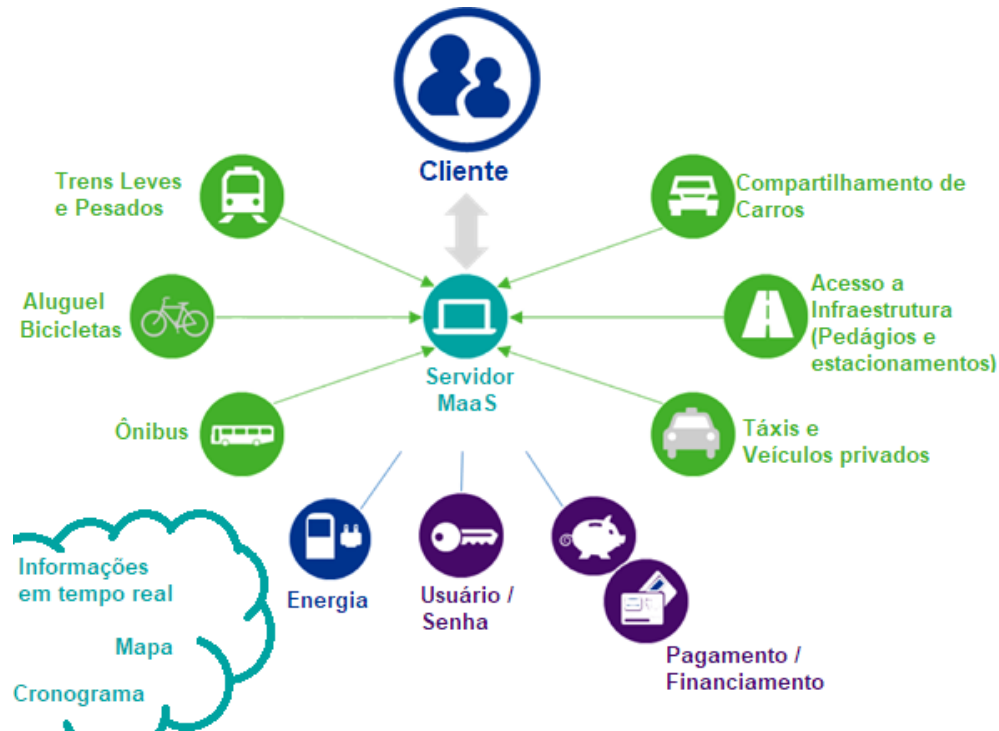 Cliente
Trens Leves
e Pesados
Compartilhamento de
Carros
Aluguel
Bicicletas
Acesso a
Infraestrutura
(Pedágios e
estacionamentos)
Servidor
MaaS
Ônibus
Táxis e
Veículos privados
Informações
em tempo real
Mapa
Cronograma
Energia
Usuário /
Senha
Pagamento /
Financiamento